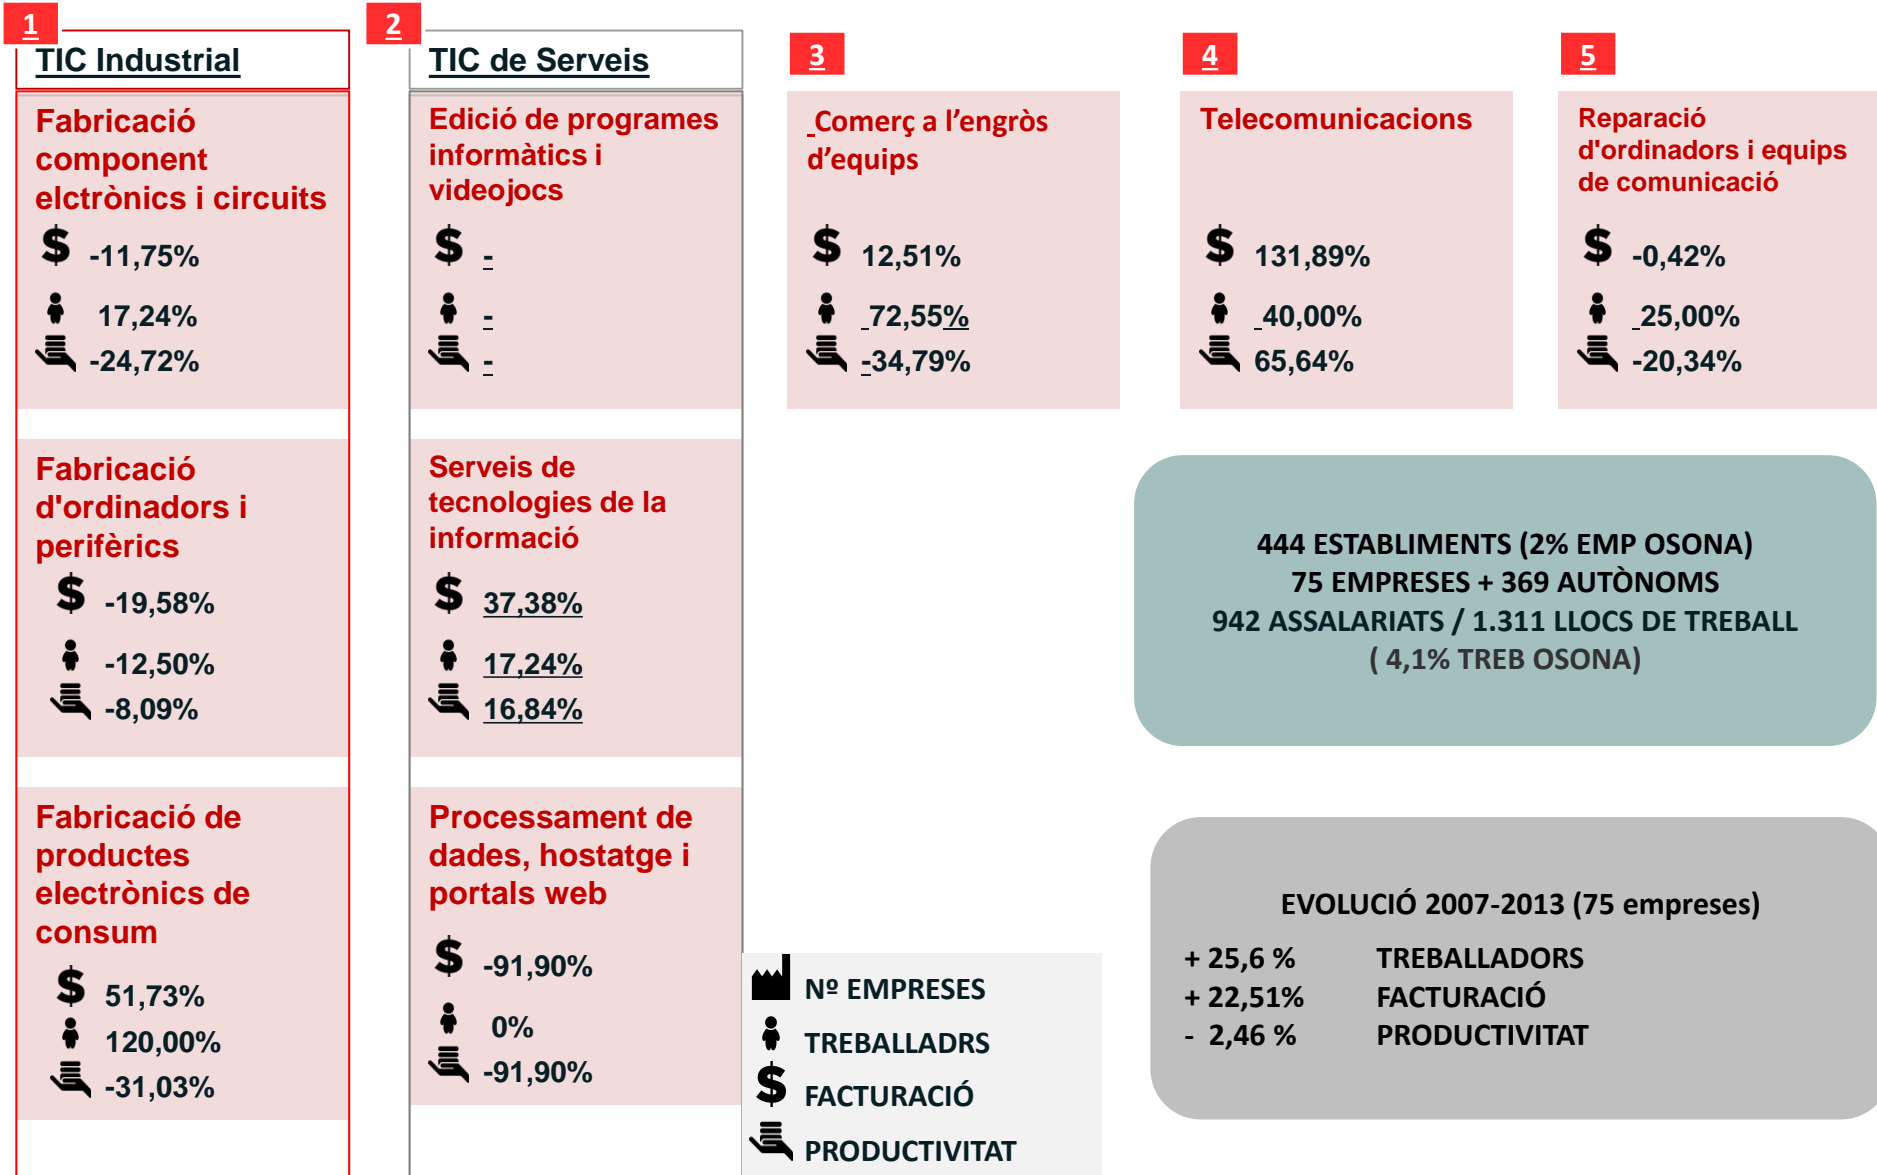 1
TIC Industrial
Fabricació
component
elctrònics i circuits
-11,75%
17,24%
-24,72%
Fabricació
d'ordinadors i
perifèrics
-19,58%
-12,50%
-8,09%
Fabricació de
productes
electrònics de
consum
51,73%
120,00%
-31,03%
2
TIC de Serveis
Edició de programes
informàtics i
videojocs
-
-
-
Serveis de
tecnologies de la
informació
37,38%
17,24%
16,84%
Processament de
dades, hostatge i
portals web
-91,90%
0%
-91,90%
3
Comerç a l’engròs
d’equips
12,51%
72,55%
-34,79%
4
Telecomunicacions
131,89%
40,00%
65,64%
5
Reparació
d'ordinadors i equips
de comunicació
-0,42%
25,00%
-20,34%
444 ESTABLIMENTS (2% EMP OSONA)
75 EMPRESES + 369 AUTÒNOMS
942 ASSALARIATS / 1.311 LLOCS DE TREBALL
( 4,1% TREB OSONA)
EVOLUCIÓ 2007-2013 (75 empreses)
+ 25,6 % TREBALLADORS
+ 22,51% FACTURACIÓ
- 2,46 % PRODUCTIVITAT
Nº EMPRESES
TREBALLADRS
FACTURACIÓ
PRODUCTIVITAT